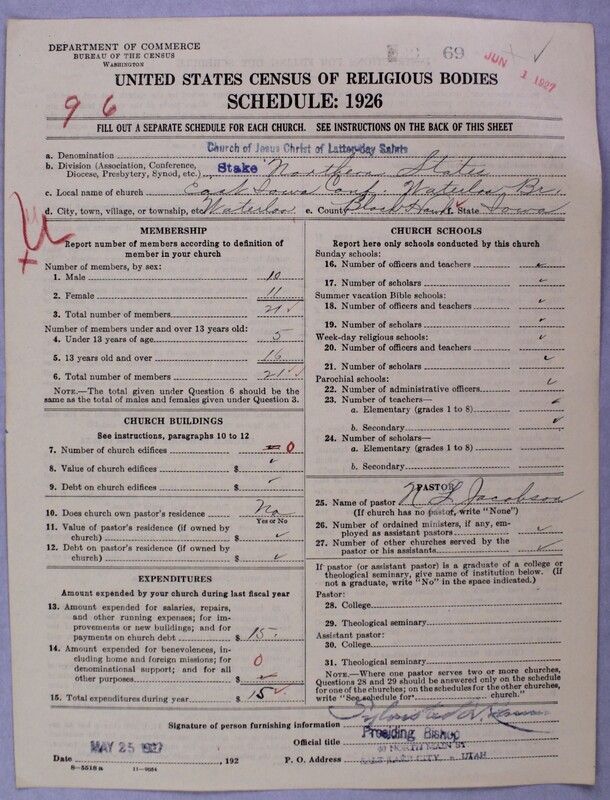 DEPARTMENT OF COMMERCE
BUREAU OF THE CENSUS
WASHINGTON
69
JUN 1 1927
UNITED STATES CENSUS OF RELIGIOUS BODIES
SCHEDULE: 1926
96
FILL OUT A SEPARATE SCHEDULE FOR EACH CHURCH. SEE INSTRUCTIONS ON THE BACK OF THIS SHEET
a. Denomination Church of Jesus Christ of Latter-day Saints
b. Division (Association, Conference, Diocese, Presbytery, Synod, etc.) Stake Northern States
c. Local name of church East Iowa Conf. Waterloo Br.
d. City, town, village, or township, etc. Waterloo e. County Black Hawk f. State Iowa
MEMBERSHIP
Report number of members according to definition of member in your church
Number of members, by sex:
1. Male 10
2. Female 11
3. Total number of members 21 ✓
Number of members under and over 13 years old:
4. Under 13 years of age 5
5. 13 years old and over 16
6. Total number of members 21 ✓
NOTE.—The total given under Question 6 should be the same as the total of males and females given under Question 3.
CHURCH BUILDINGS
See instructions, paragraphs 10 to 12
7. Number of church edifices 0
8. Value of church edifices $ ✓
9. Debt on church edifices $ ✓
10. Does church own pastor's residence No
Yes or No
11. Value of pastor's residence (if owned by church) $ ✓
12. Debt on pastor's residence (if owned by church) $ ✓
EXPENDITURES
Amount expended by your church during last fiscal year
13. Amount expended for salaries, repairs, and other running expenses; for improvements or new buildings; and for payments on church debt $ 15.
14. Amount expended for benevolences, including home and foreign missions; for denominational support; and for all other purposes 0
15. Total expenditures during year $ 15 ✓
CHURCH SCHOOLS
Report here only schools conducted by this church
Sunday schools:
16. Number of officers and teachers ✓
17. Number of scholars ✓
Summer vacation Bible schools:
18. Number of officers and teachers ✓
19. Number of scholars ✓
Week-day religious schools: ✓
20. Number of officers and teachers
21. Number of scholars ✓
Parochial schools: ✓
22. Number of administrative officers
23. Number of teachers— ✓
a. Elementary (grades 1 to 8)
b. Secondary ✓
24. Number of scholars—
a. Elementary (grades 1 to 8) ✓
b. Secondary ✓
PASTOR
25. Name of pastor N L Jacobson
(If church has no pastor, write "None")
26. Number of ordained ministers, if any, employed as assistant pastors ✓
27. Number of other churches served by the pastor or his assistants ✓
If pastor (or assistant pastor) is a graduate of a college or theological seminary, give name of institution below. (If not a graduate, write "No" in the space indicated.)
Pastor:
28. College
29. Theological seminary
Assistant pastor:
30. College
31. Theological seminary
NOTE.—Where one pastor serves two or more churches, Questions 28 and 29 should be answered only on the schedule for one of the churches; on the schedules for the other churches, write "See schedule for church."
Signature of person furnishing information
Official title Presiding Bishop
Date MAY 25 1927 192
P. O. Address 40 NORTH MAIN ST. SALT LAKE CITY, UTAH
8—5518 a 11—9064